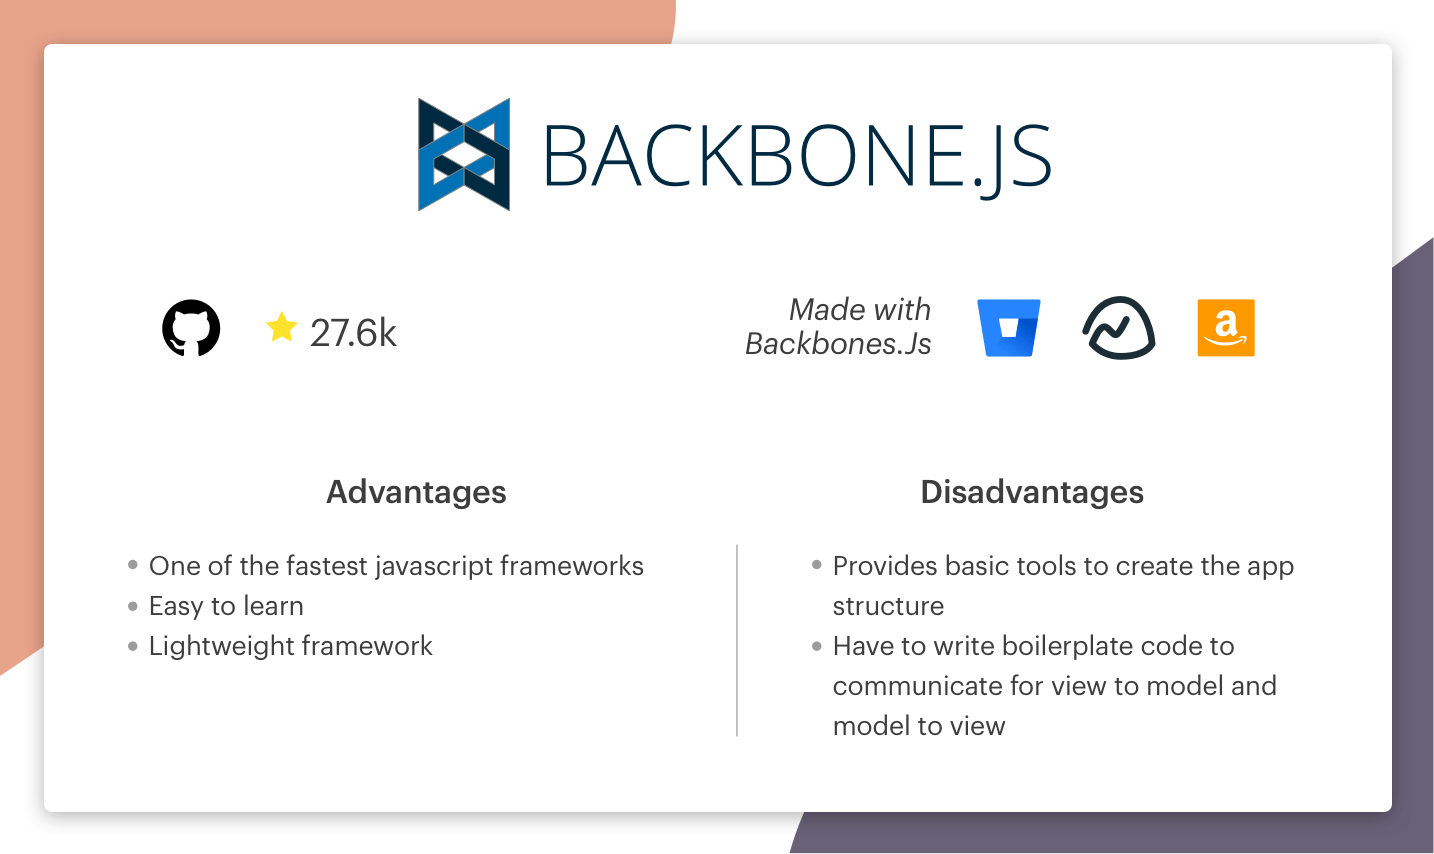 BACKBONE.JS
27.6k
Made with
Backbones.Js
a
Advantages
One of the fastest javascript frameworks
Easy to learn
Lightweight framework
Disadvantages
Provides basic tools to create the app
structure
Have to write boilerplate code to
communicate for view to model and
model to view